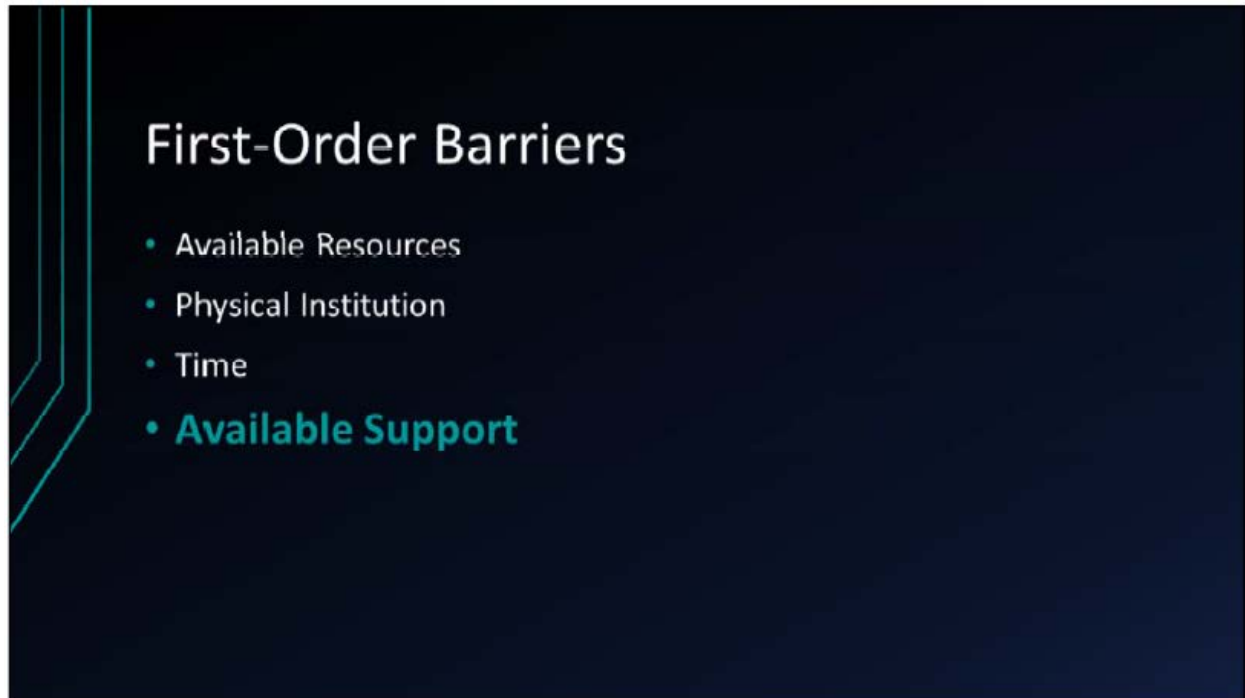 First-Order Barriers
• Available Resources
• Physical Institution
• Time
• Available Support